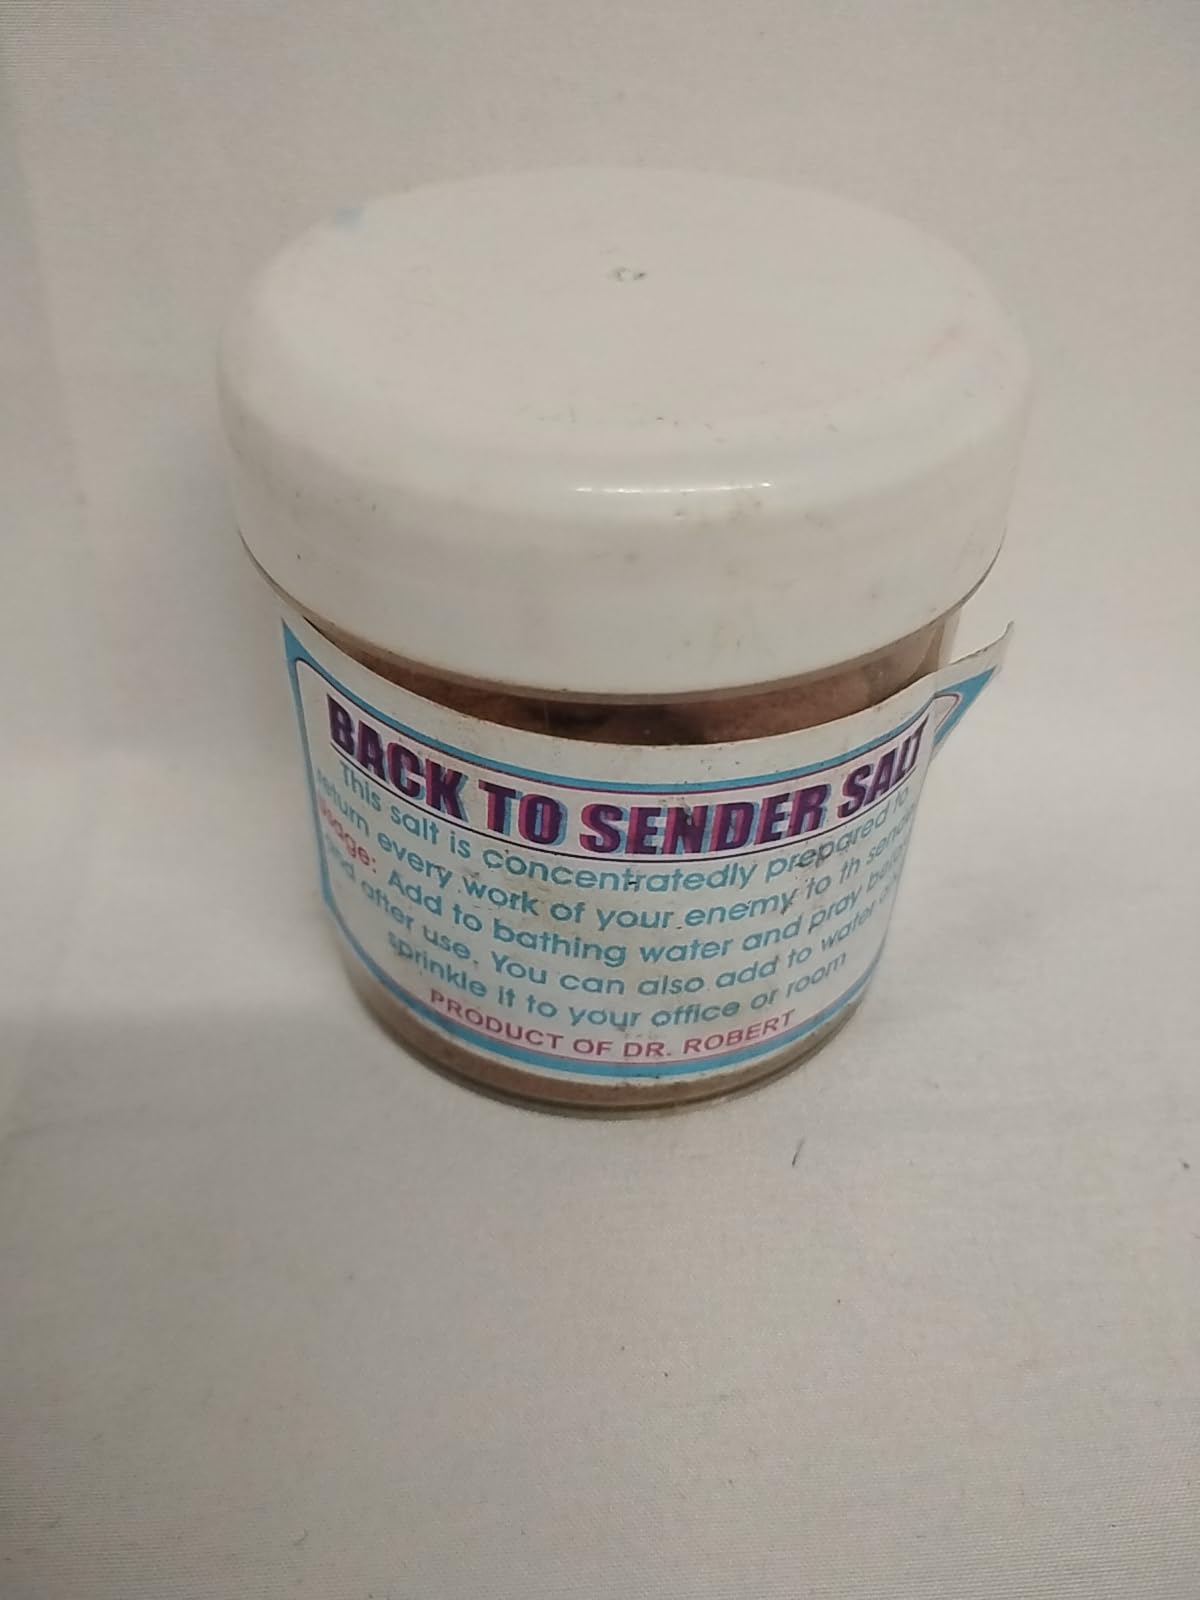 BACK TO SENDER SALT
This salt is concentratedly prepared to
return every work of your enemy to th sender
Usage: Add to bathing water and pray before
and after use. You can also add to water
sprinkle it to your office or room
PRODUCT OF DR. ROBERT